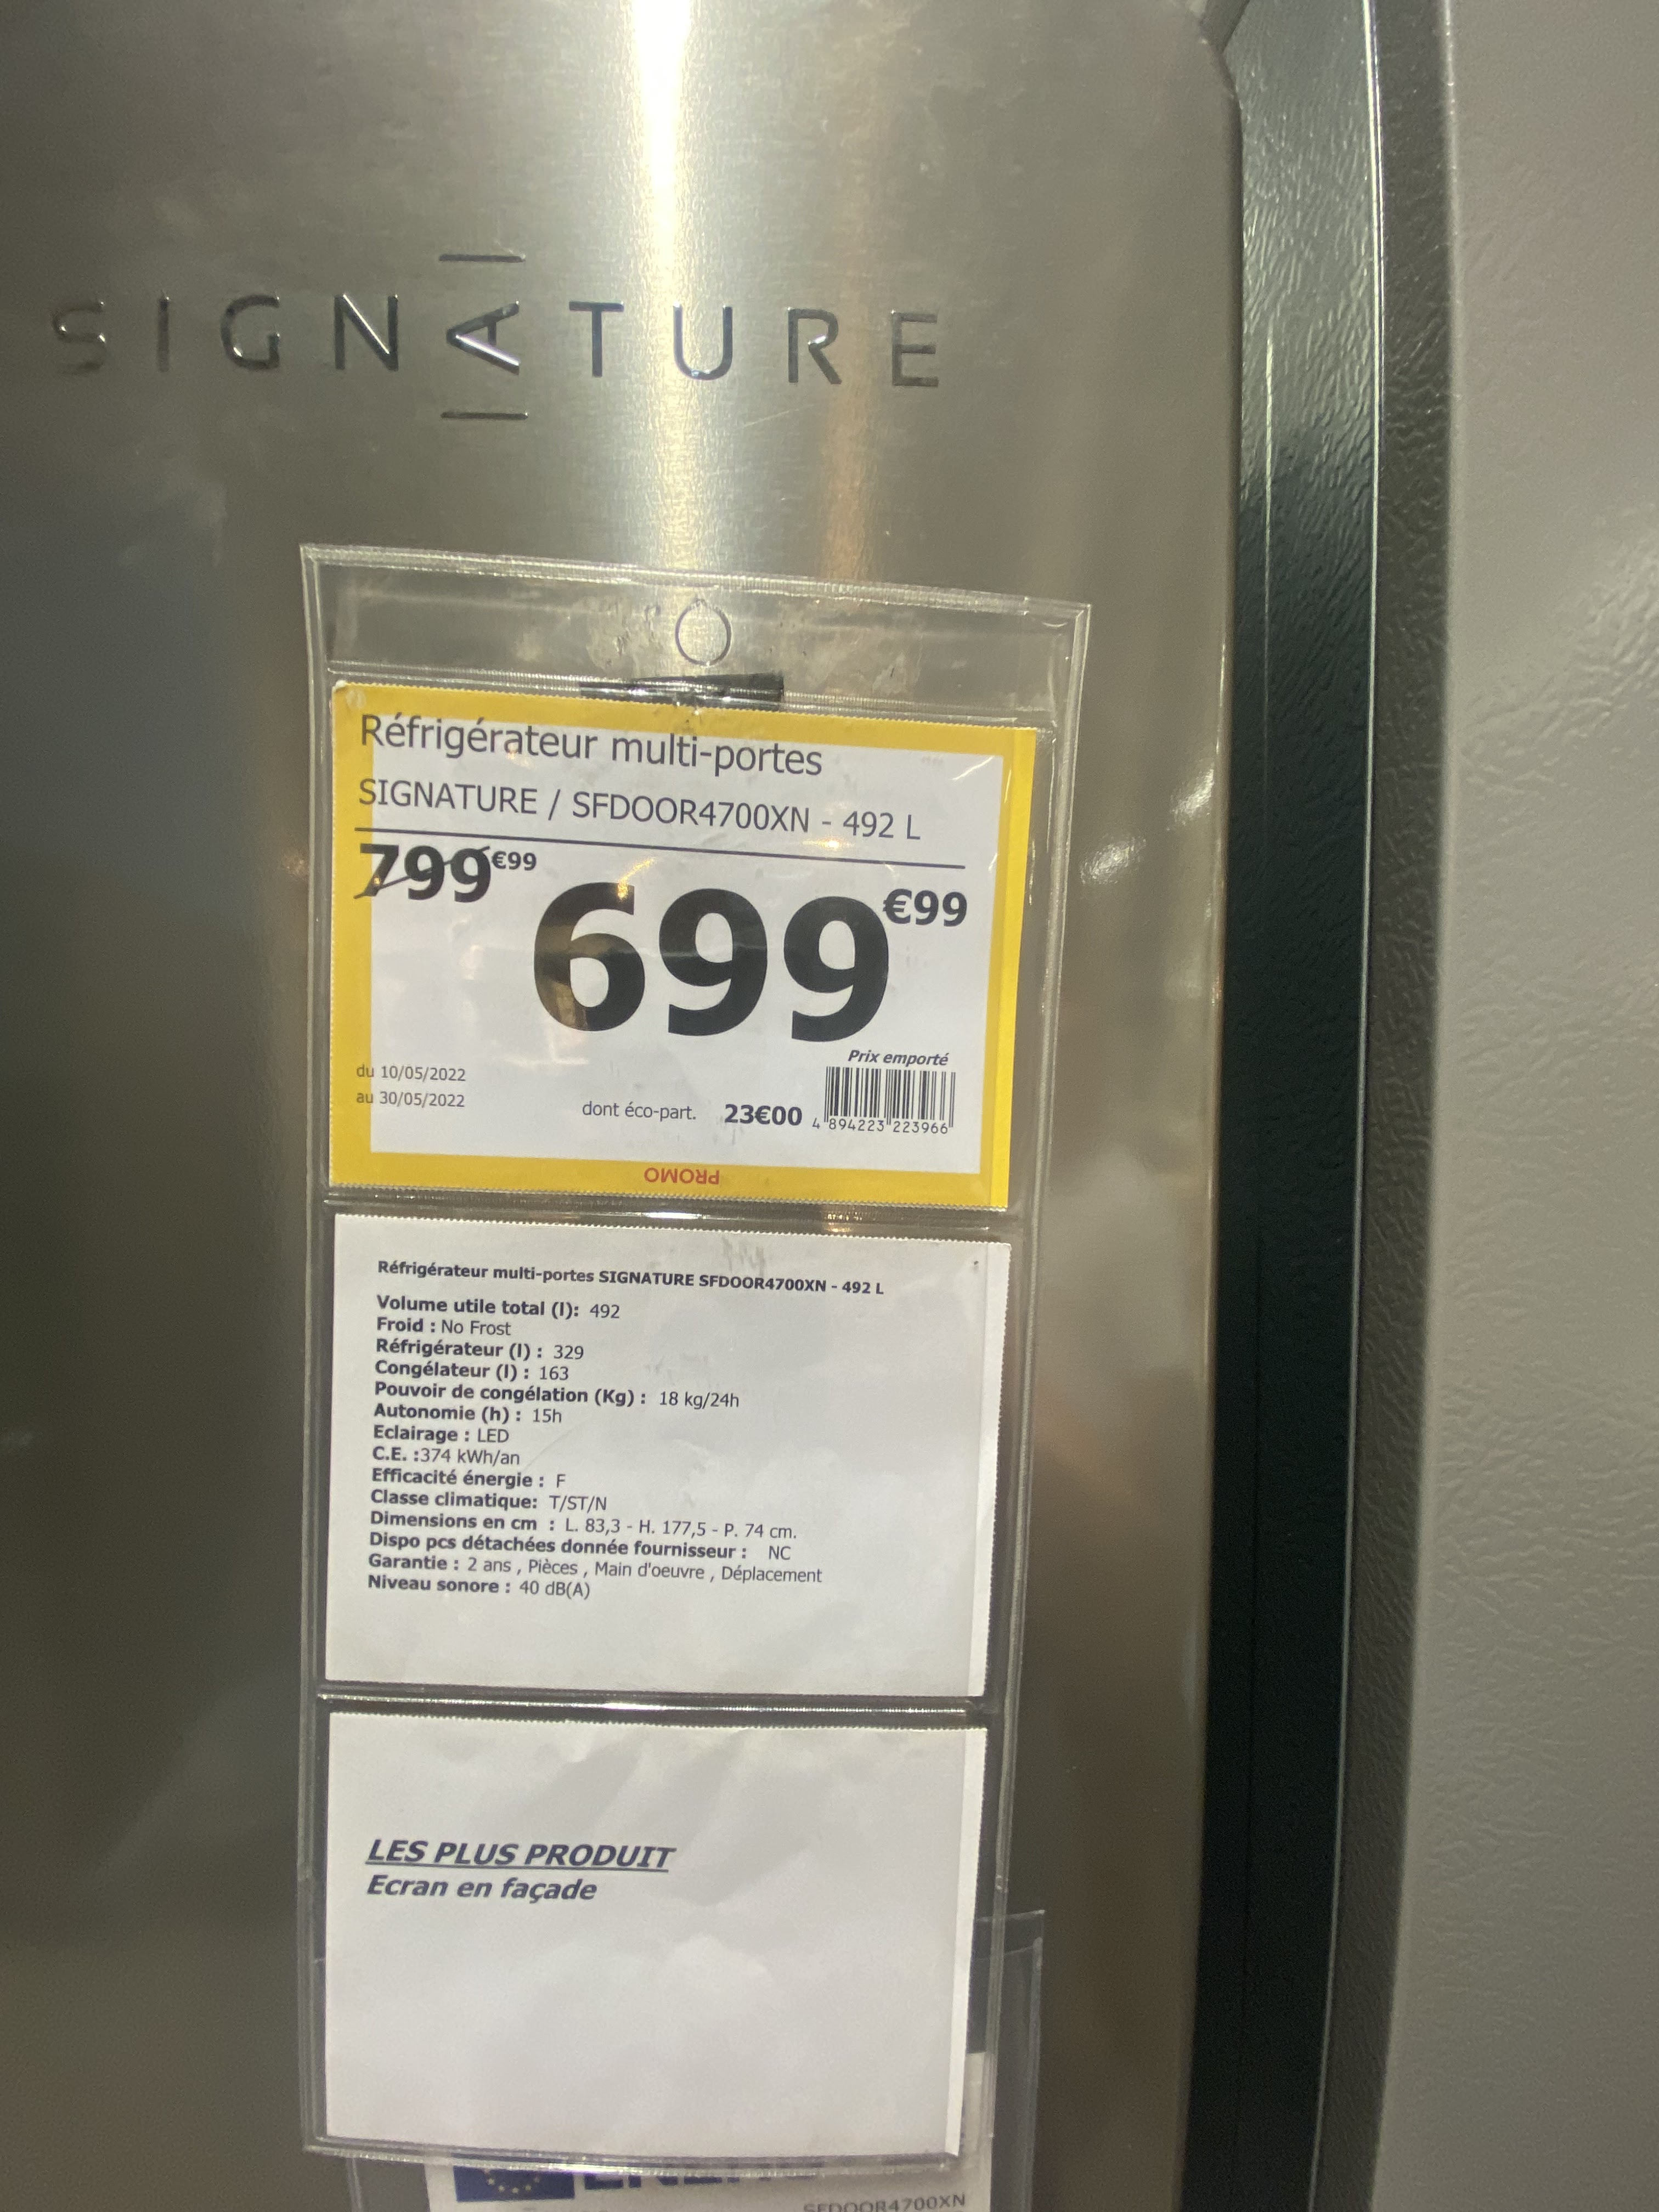 SIGNATURE
Réfrigérateur multi-portes
SIGNATURE / SFDOOR4700XN - 492 L
799€99
699€99
Prix emporté
du 10/05/2022
au 30/05/2022
dont éco-part. 23€00
4 894223 223966
PROMO
Réfrigérateur multi-portes SIGNATURE SFDOOR4700XN - 492 L
Volume utile total (l): 492
Froid : No Frost
Réfrigérateur (l) : 329
Congélateur (l) : 163
Pouvoir de congélation (Kg) : 18 kg/24h
Autonomie (h) : 15h
Eclairage : LED
C.E. :374 kWh/an
Efficacité énergie : F
Classe climatique: T/ST/N
Dimensions en cm : L. 83,3 - H. 177,5 - P. 74 cm.
Dispo pcs détachées donnée fournisseur : NC
Garantie : 2 ans , Pièces , Main d'oeuvre , Déplacement
Niveau sonore : 40 dB(A)
LES PLUS PRODUIT
Ecran en façade
SFDOOR4700XN